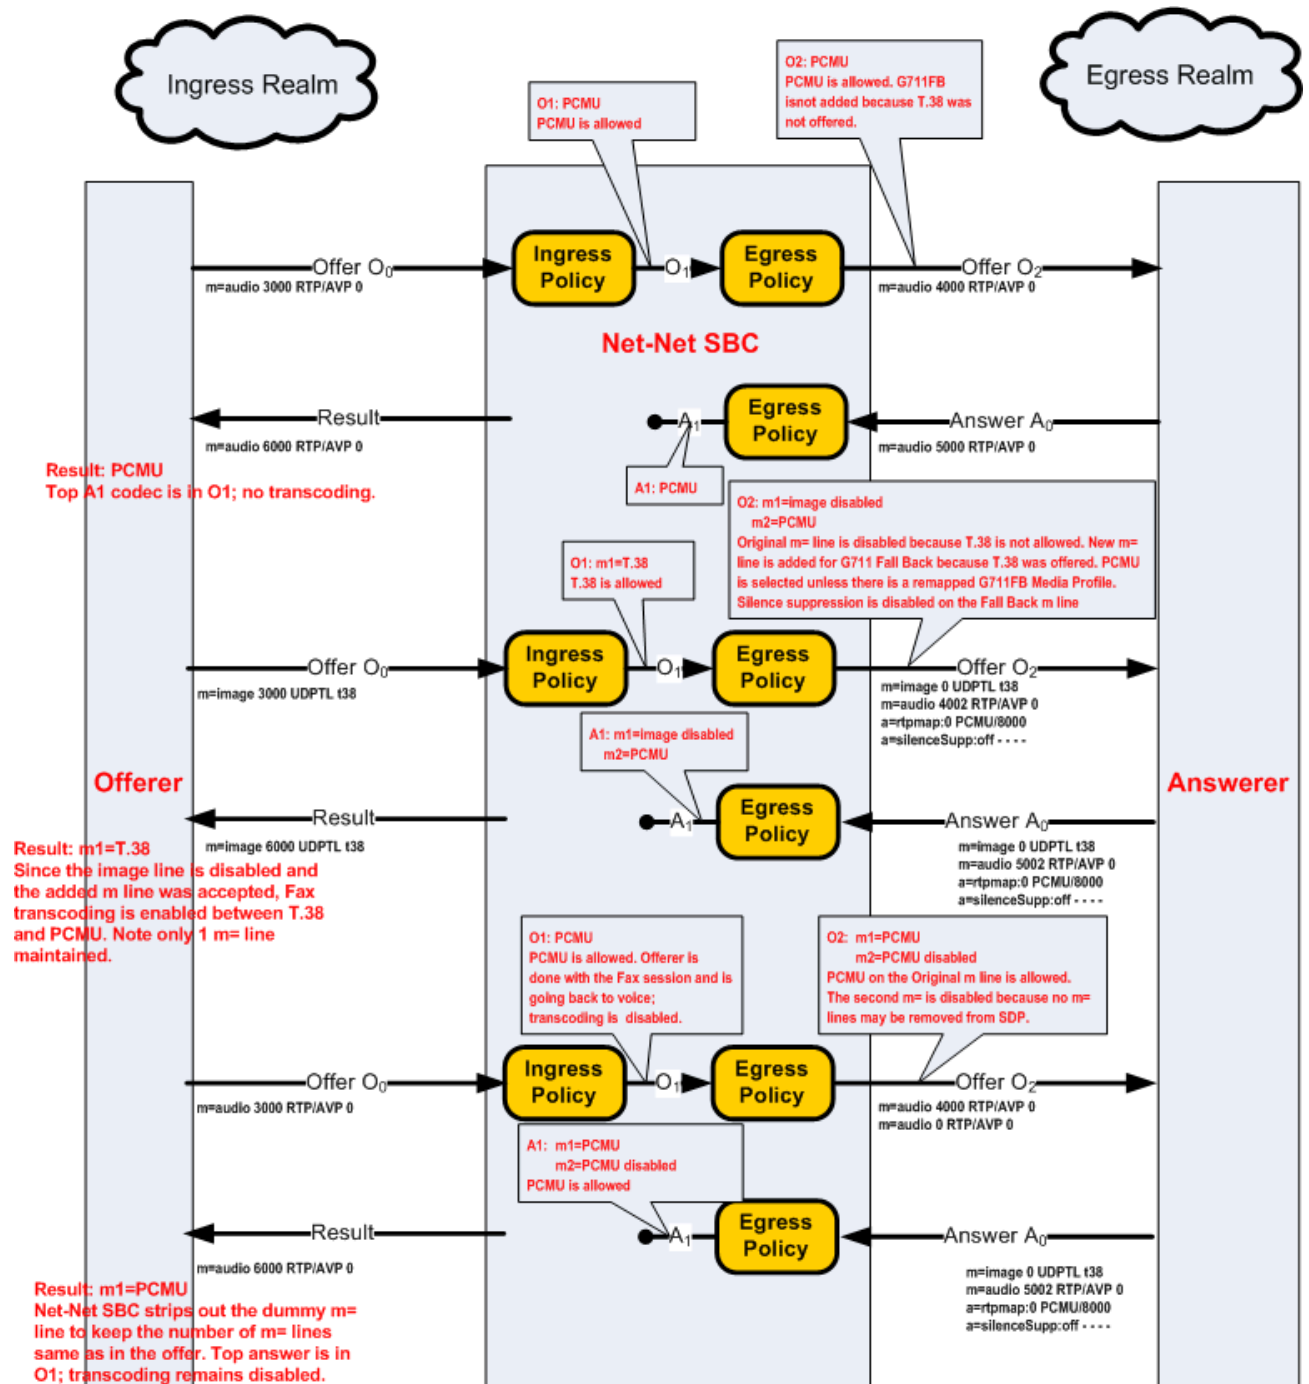 Ingress Realm
Egress Realm
O1: PCMU
PCMU is allowed
O2: PCMU
PCMU is allowed. G711FB
isnot added because T.38 was
not offered.
Offer O0
m=audio 3000 RTP/AVP 0
Ingress
Policy
O1
Egress
Policy
Offer O2
m=audio 4000 RTP/AVP 0
Net-Net SBC
Result
m=audio 6000 RTP/AVP 0
A1
Egress
Policy
Answer A0
m=audio 5000 RTP/AVP 0
Result: PCMU
Top A1 codec is in O1; no transcoding.
A1: PCMU
O2: m1=image disabled
m2=PCMU
Original m= line is disabled because T.38 is not allowed. New m=
line is added for G711 Fall Back because T.38 was offered. PCMU
is selected unless there is a remapped G711FB Media Profile.
Silence suppression is disabled on the Fall Back m line
O1: m1=T.38
T.38 is allowed
Offer O0
m=image 3000 UDPTL t38
Ingress
Policy
O1
Egress
Policy
Offer O2
m=image 0 UDPTL t38
m=audio 4002 RTP/AVP 0
a=rtpmap:0 PCMU/8000
a=silenceSupp:off - - - -
A1: m1=image disabled
m2=PCMU
Offerer
Answerer
Result
m=image 6000 UDPTL t38
A1
Egress
Policy
Answer A0
m=image 0 UDPTL t38
m=audio 5002 RTP/AVP 0
a=rtpmap:0 PCMU/8000
a=silenceSupp:off - - - -
Result: m1=T.38
Since the image line is disabled and
the added m line was accepted, Fax
transcoding is enabled between T.38
and PCMU. Note only 1 m= line
maintained.
O1: PCMU
PCMU is allowed. Offerer is
done with the Fax session and is
going back to voice;
transcoding is disabled.
O2: m1=PCMU
m2=PCMU disabled
PCMU on the Original m line is allowed.
The second m= is disabled because no m=
lines may be removed from SDP.
Offer O0
m=audio 3000 RTP/AVP 0
Ingress
Policy
O1
Egress
Policy
Offer O2
m=audio 4000 RTP/AVP 0
m=audio 0 RTP/AVP 0
A1: m1=PCMU
m2=PCMU disabled
PCMU is allowed
Result
m=audio 6000 RTP/AVP 0
A1
Egress
Policy
Answer A0
m=image 0 UDPTL t38
m=audio 5002 RTP/AVP 0
a=rtpmap:0 PCMU/8000
a=silenceSupp:off - - - -
Result: m1=PCMU
Net-Net SBC strips out the dummy m=
line to keep the number of m= lines
same as in the offer. Top answer is in
O1; transcoding remains disabled.